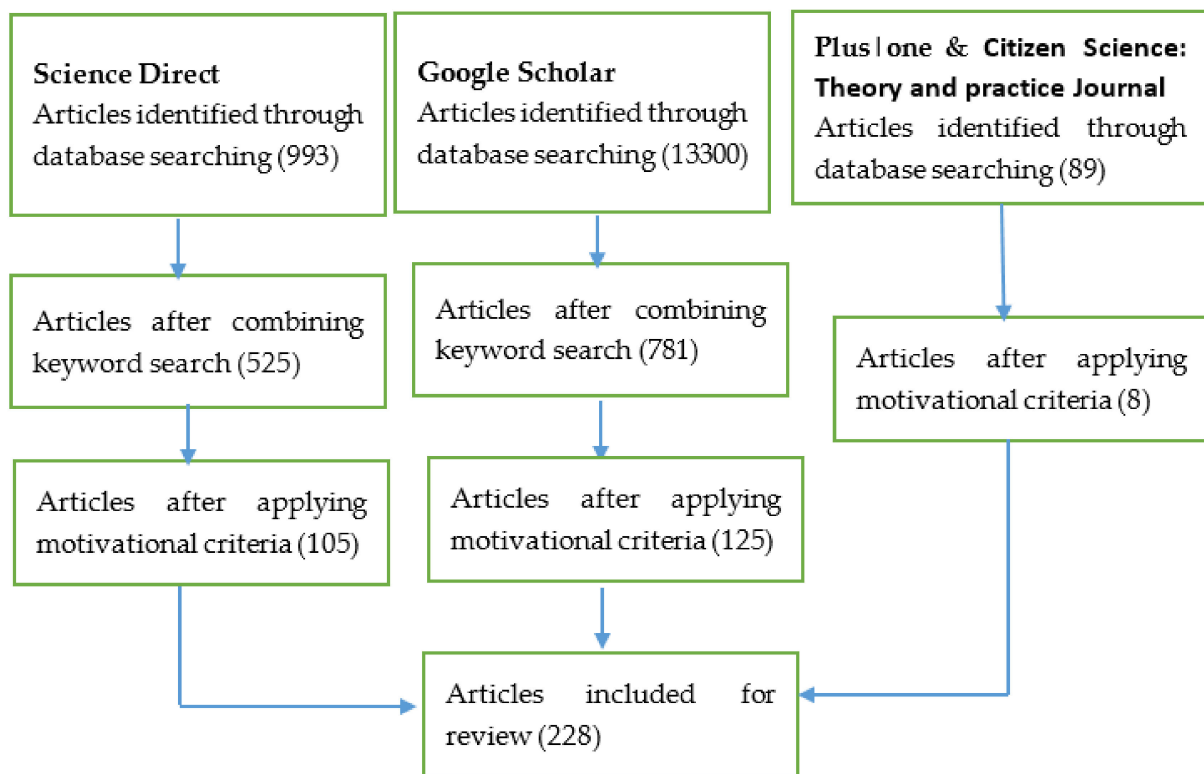 Science Direct
Articles identified through
database searching (993)
Google Scholar
Articles identified through
database searching (13300)
Plus|one & Citizen Science:
Theory and practice Journal
Articles identified through
database searching (89)
Articles after combining
keyword search (525)
Articles after combining
keyword search (781)
Articles after applying
motivational criteria (8)
Articles after applying
motivational criteria (105)
Articles after applying
motivational criteria (125)
Articles included for
review (228)